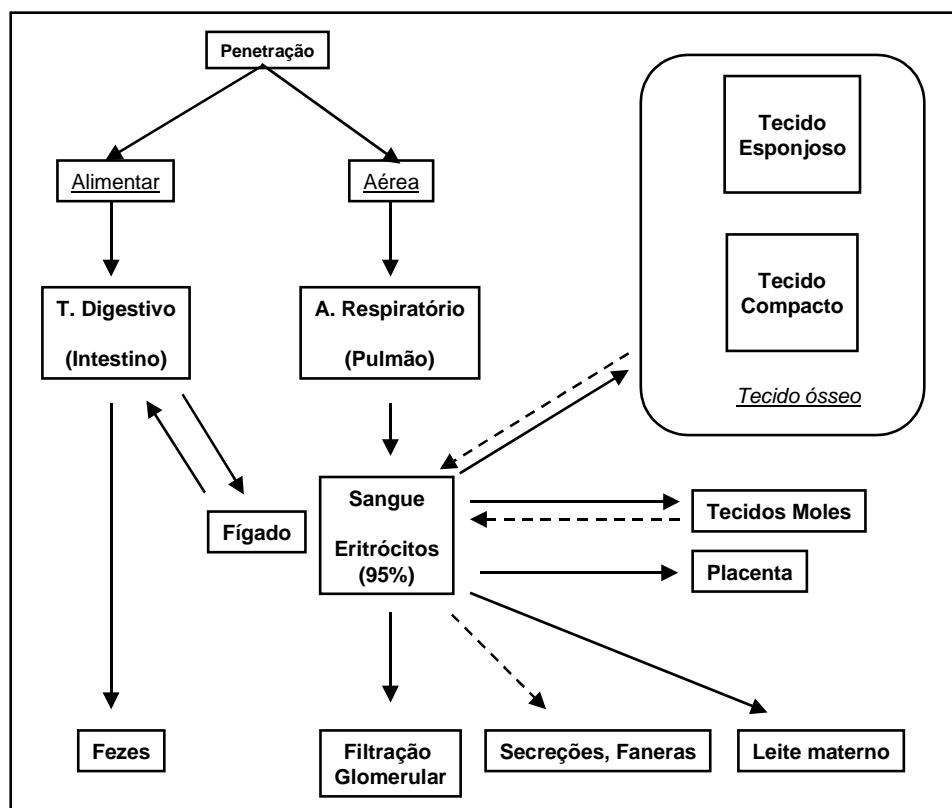 Penetração
Tecido
Esponjoso
Alimentar
Aérea
Tecido
Compacto
T. Digestivo
(Intestino)
A. Respiratório
(Pulmão)
Tecido ósseo
Sangue
Eritrócitos
(95%)
Fígado
Tecidos Moles
Placenta
Fezes
Filtração
Glomerular
Secreções, Faneras
Leite materno